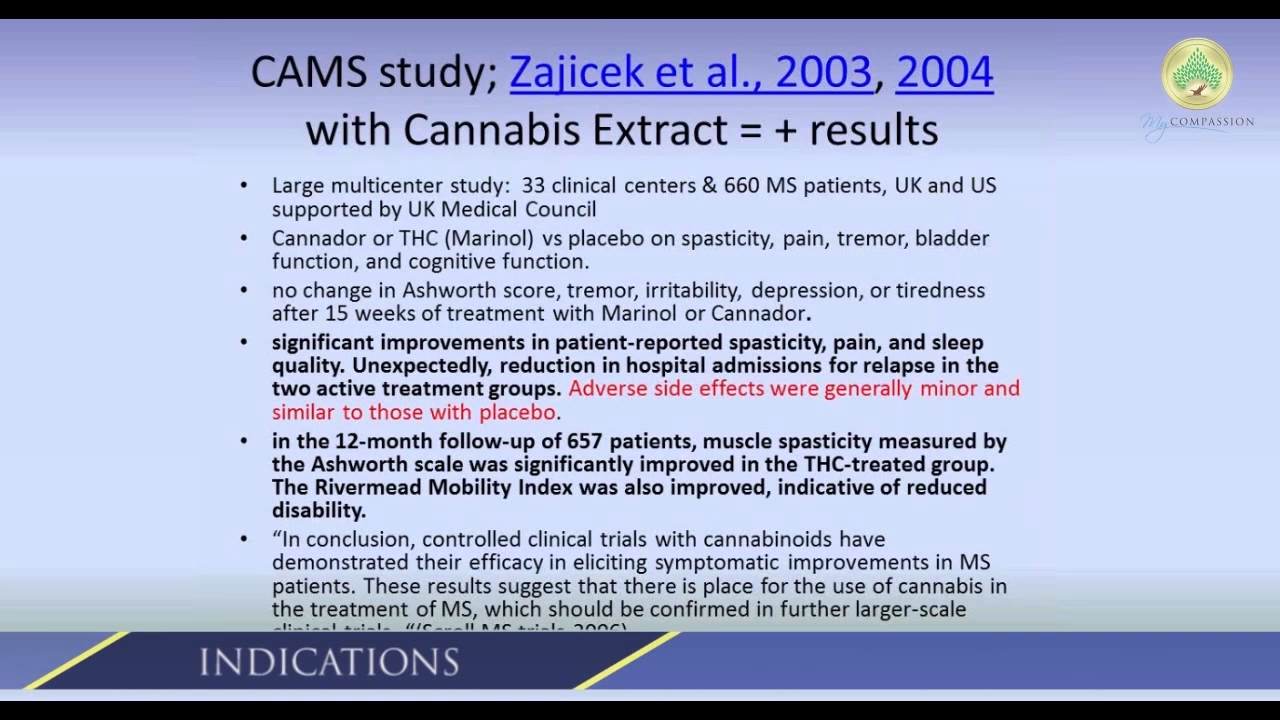 CAMS study; Zajicek et al., 2003, 2004
with Cannabis Extract = + results
My COMPASSION
• Large multicenter study: 33 clinical centers & 660 MS patients, UK and US
supported by UK Medical Council
• Cannador or THC (Marinol) vs placebo on spasticity, pain, tremor, bladder
function, and cognitive function.
• no change in Ashworth score, tremor, irritability, depression, or tiredness
after 15 weeks of treatment with Marinol or Cannador.
• significant improvements in patient-reported spasticity, pain, and sleep
quality. Unexpectedly, reduction in hospital admissions for relapse in the
two active treatment groups. Adverse side effects were generally minor and
similar to those with placebo.
• in the 12-month follow-up of 657 patients, muscle spasticity measured by
the Ashworth scale was significantly improved in the THC-treated group.
The Rivermead Mobility Index was also improved, indicative of reduced
disability.
• “In conclusion, controlled clinical trials with cannabinoids have
demonstrated their efficacy in eliciting symptomatic improvements in MS
patients. These results suggest that there is place for the use of cannabis in
the treatment of MS, which should be confirmed in further larger-scale
INDICATIONS